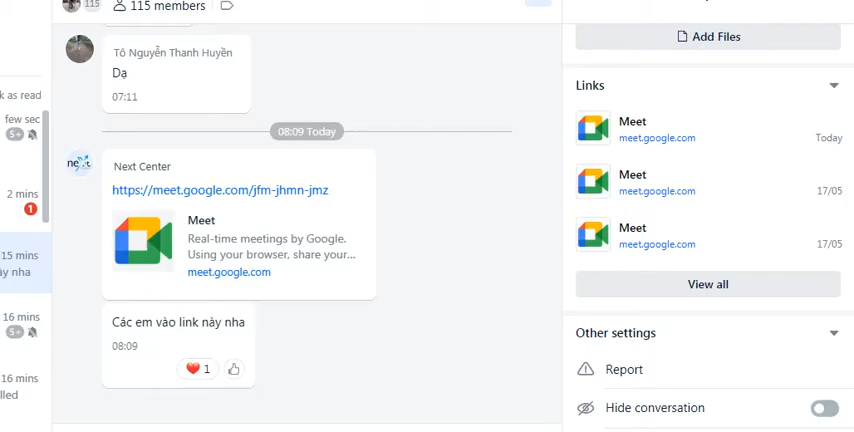 115
115 members
k as read
few sec
5+
2 mins
1
15 mins
ày nha
16 mins
5+
16 mins
lled
Tô Nguyễn Thanh Huyền
Dạ
07:11
08:09 Today
next
Next Center
https://meet.google.com/jfm-jhmn-jmz
Meet
Real-time meetings by Google.
Using your browser, share your...
meet.google.com
Các em vào link này nha
08:09
1
Add Files
Links
Meet
meet.google.com
Today
Meet
meet.google.com
17/05
Meet
meet.google.com
17/05
View all
Other settings
Report
Hide conversation